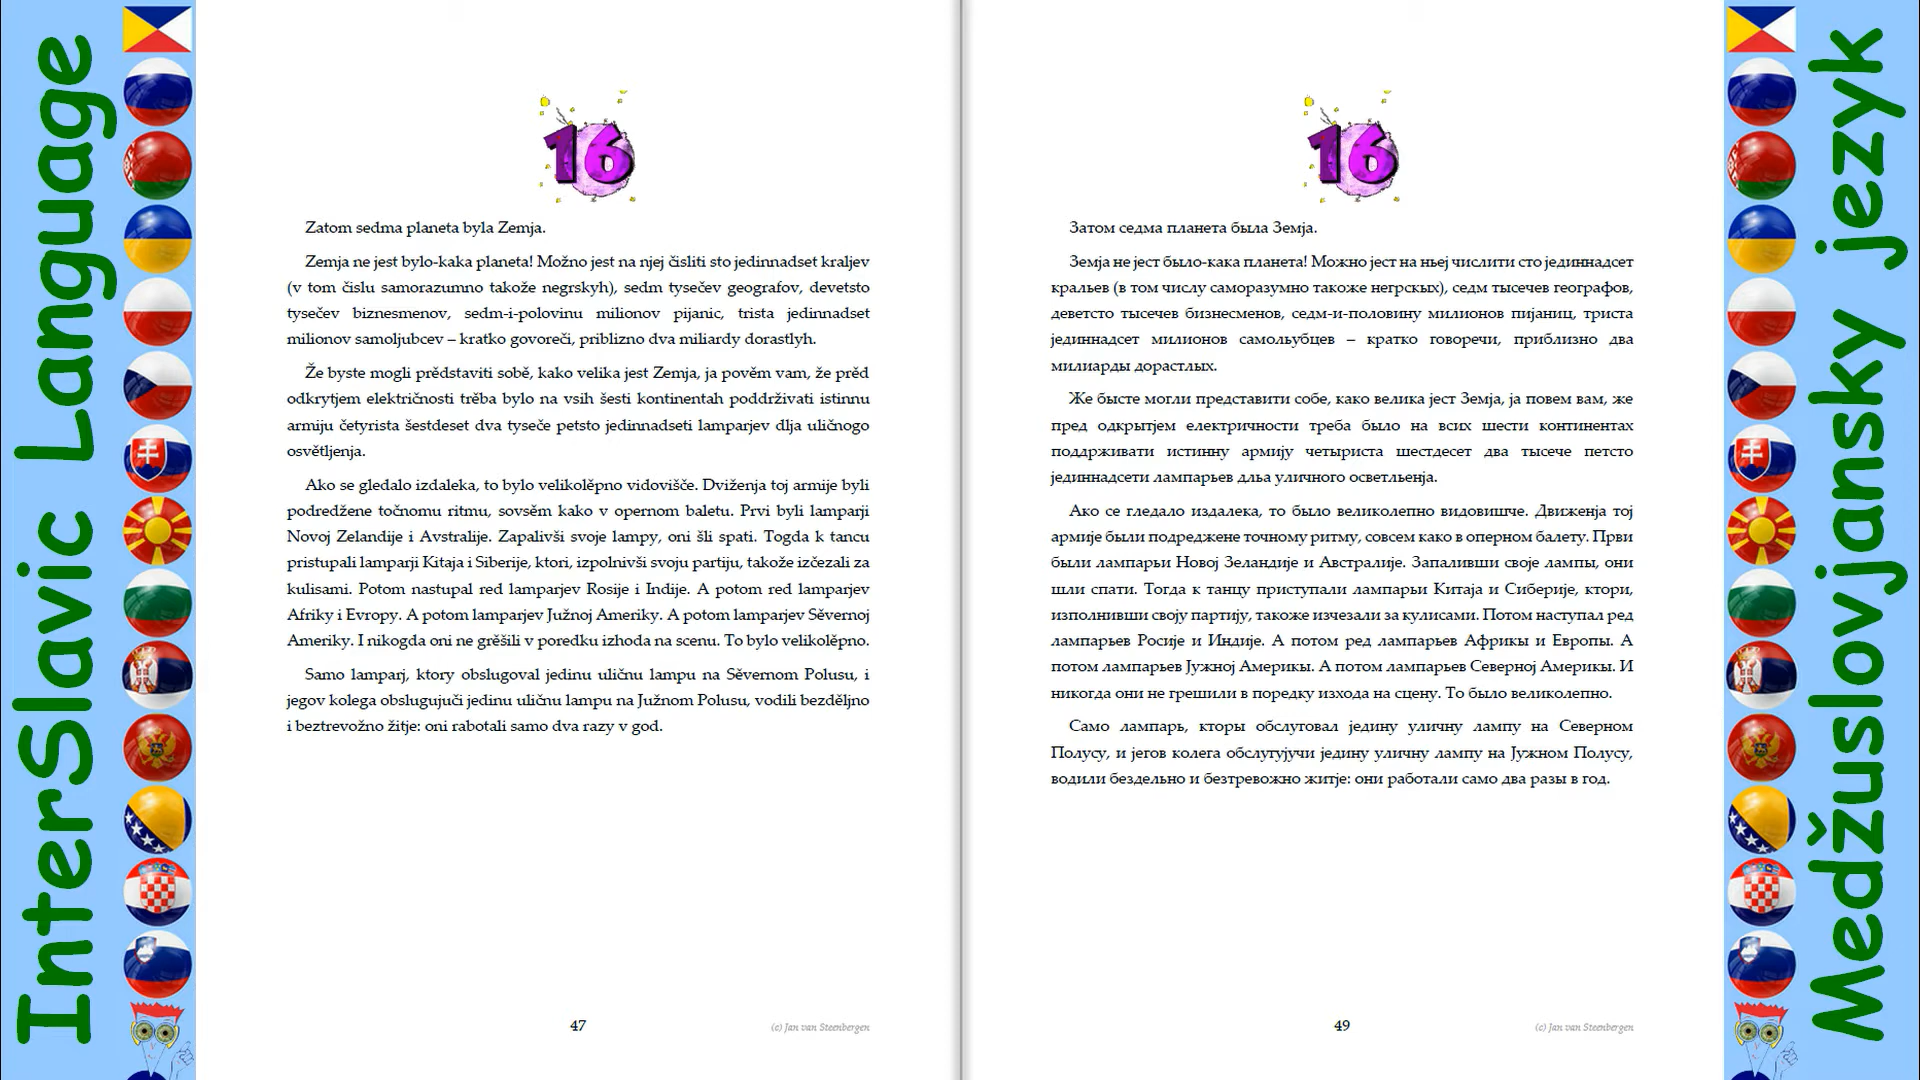 InterSlavic Language
16
Zatom sedma planeta byla Zemja.
Zemja ne jest bylo-kaka planeta! Možno jest na njej čisliti sto jedinnadset kraljev
(v tom čislu samorazumno takože negrskyh), sedm tysečev geografov, devetsto
tysečev biznesmenov, sedm-i-polovinu milionov pijanic, trista jedinnadset
milionov samoljubcev – kratko govoreči, priblizno dva miliardy dorastlyh.
Že byste mogli prědstaviti sobě, kako velika jest Zemja, ja pověm vam, že prěd
odkrytjem električnosti trěba bylo na vsih šesti kontinentah poddrživati istinnu
armiju četyrista šestdeset dva tyseče petsto jedinnadseti lamparjev dlja uličnogo
osvětljenja.
Ako se gledalo izdaleka, to bylo velikolěpno vidovišče. Dviženja toj armije byli
podredžene točnomu ritmu, sovsěm kako v opernom baletu. Prvi byli lamparji
Novoj Zelandije i Avstralije. Zapalivši svoje lampy, oni šli spati. Togda k tancu
pristupali lamparji Kitaja i Siberije, ktori, izpolnivši svoju partiju, takože izčezali za
kulisami. Potom nastupal red lamparjev Rosije i Indije. A potom red lamparjev
Afriky i Evropy. A potom lamparjev Južnoj Ameriky. A potom lamparjev Sěvernoj
Ameriky. I nikogda oni ne grěšili v poredku izhoda na scenu. To bylo velikolěpno.
Samo lamparj, ktory obslugoval jedinu uličnu lampu na Sěvernom Polusu, i
jegov kolega obslugujuči jedinu uličnu lampu na Južnom Polusu, vodili bezděljno
i beztrevožno žitje: oni rabotali samo dva razy v god.
47
(c) Jan van Steenbergen
16
Затом седма планета была Земја.
Земја не јест было-кака планета! Можно јест на њеј числити сто јединнадсет
краљев (в том числу саморазумно такоже негрскых), седм тысечев географов,
деветсто тысечев бизнесменов, седм-и-половину милионов пијаниц, триста
јединнадсет милионов самољубцев – кратко говоречи, приблизно два
милиарды дорастлых.
Же бысте могли представити собе, како велика јест Земја, ја повем вам, же
пред одкрытјем електричности треба было на всих шести континентах
поддрживати истинну армију четыриста шестдесет два тысече петсто
јединнадсети лампарьев дља уличного осветљења.
Ако се гледало издалека, то было великолепно видовишче. Движенја тој
армије были подреджене точному ритму, совсем како в оперном балету. Први
были лампарьи Новој Зеландије и Австралије. Запаливши своје лампы, они
шли спати. Тогда к танцу приступали лампарьи Китаја и Сиберије, ктори,
изполнивши својy партију, такоже изчезали за кулисами. Потом наступал ред
лампарьев Росије и Индије. А потом ред лампарьев Африкы и Европы. А
потом лампарьев Јужној Америкы. А потом лампарьев Северној Америкы. И
никогда они не грешили в поредку изхода на сцену. То было великолепно.
Само лампарь, кторы обслуговал једину уличну лампу на Северном
Полусу, и јегов колега обслугујучи једину уличну лампу на Јужном Полусу,
водили бездельно и безтревожно житје: они работали само два разы в год.
49
(c) Jan van Steenbergen
Medžuslovjansky jezyk